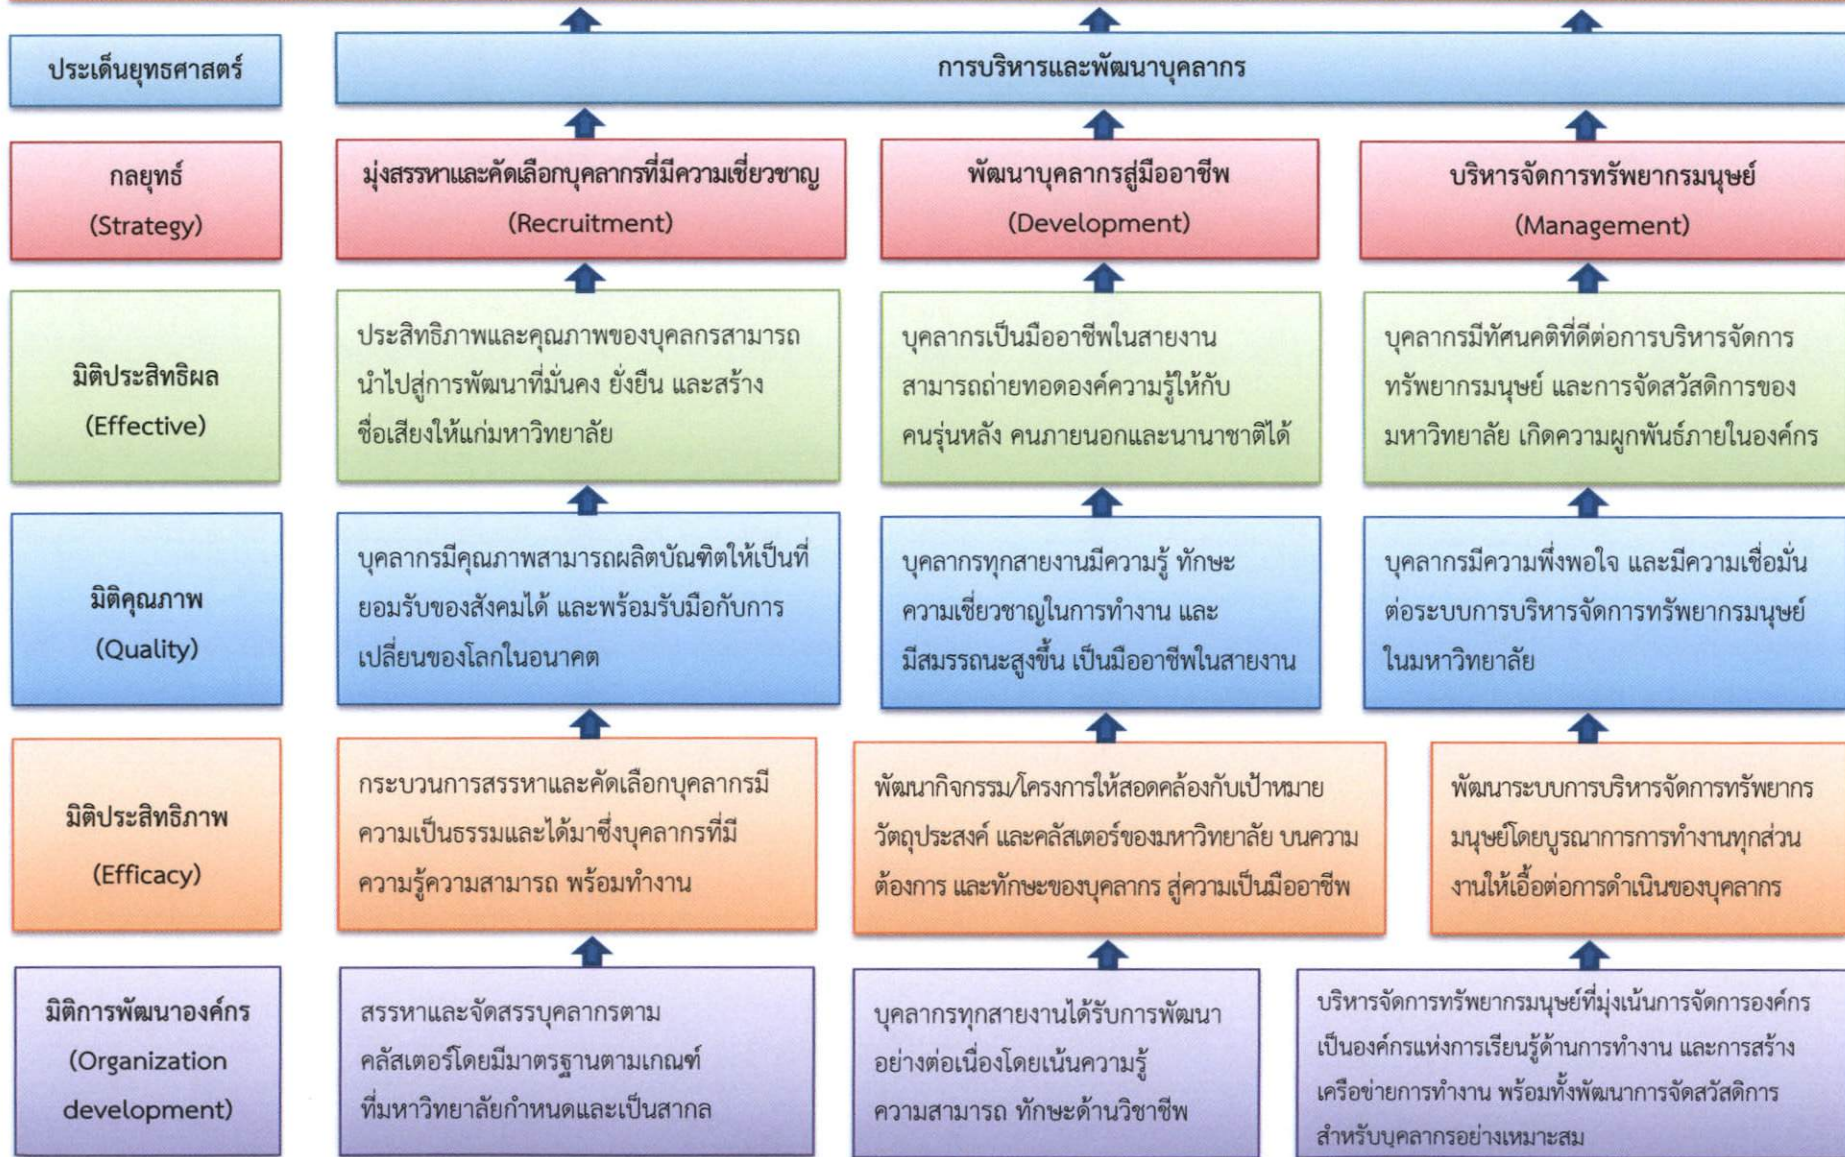 ประเด็นยุทธศาสตร์
การบริหารและพัฒนาบุคลากร
กลยุทธ์
(Strategy)
มุ่งสรรหาและคัดเลือกบุคลากรที่มีความเชี่ยวชาญ
(Recruitment)
พัฒนาบุคลากรสู่มืออาชีพ
(Development)
บริหารจัดการทรัพยากรมนุษย์
(Management)
มิติประสิทธิผล
(Effective)
ประสิทธิภาพและคุณภาพของบุคลกรสามารถ
นำไปสู่การพัฒนาที่มั่นคง ยั่งยืน และสร้าง
ชื่อเสียงให้แก่มหาวิทยาลัย
บุคลากรเป็นมืออาชีพในสายงาน
สามารถถ่ายทอดองค์ความรู้ให้กับ
คนรุ่นหลัง คนภายนอกและนานาชาติได้
บุคลากรมีทัศนคติที่ดีต่อการบริหารจัดการ
ทรัพยากรมนุษย์ และการจัดสวัสดิการของ
มหาวิทยาลัย เกิดความผูกพันธ์ภายในองค์กร
มิติคุณภาพ
(Quality)
บุคลากรมีคุณภาพสามารถผลิตบัณฑิตให้เป็นที่
ยอมรับของสังคมได้ และพร้อมรับมือกับการ
เปลี่ยนของโลกในอนาคต
บุคลากรทุกสายงานมีความรู้ ทักษะ
ความเชี่ยวชาญในการทำงาน และ
มีสมรรถนะสูงขึ้น เป็นมืออาชีพในสายงาน
บุคลากรมีความพึ่งพอใจ และมีความเชื่อมั่น
ต่อระบบการบริหารจัดการทรัพยากรมนุษย์
ในมหาวิทยาลัย
มิติประสิทธิภาพ
(Efficacy)
กระบวนการสรรหาและคัดเลือกบุคลากรมี
ความเป็นธรรมและได้มาซึ่งบุคลากรที่มี
ความรู้ความสามารถ พร้อมทำงาน
พัฒนากิจกรรม/โครงการให้สอดคล้องกับเป้าหมาย
วัตถุประสงค์ และคลัสเตอร์ของมหาวิทยาลัย บนความ
ต้องการ และทักษะของบุคลากร สู่ความเป็นมืออาชีพ
พัฒนาระบบการบริหารจัดการทรัพยากร
มนุษย์โดยบูรณาการการทำงานทุกส่วน
งานให้เอื้อต่อการดำเนินของบุคลากร
มิติการพัฒนาองค์กร
(Organization
development)
สรรหาและจัดสรรบุคลากรตาม
คลัสเตอร์โดยมีมาตรฐานตามเกณฑ์
ที่มหาวิทยาลัยกำหนดและเป็นสากล
บุคลากรทุกสายงานได้รับการพัฒนา
อย่างต่อเนื่องโดยเน้นความรู้
ความสามารถ ทักษะด้านวิชาชีพ
บริหารจัดการทรัพยากรมนุษย์ที่มุ่งเน้นการจัดการองค์กร
เป็นองค์กรแห่งการเรียนรู้ด้านการทำงาน และการสร้าง
เครือข่ายการทำงาน พร้อมทั้งพัฒนาการจัดสวัสดิการ
สำหรับบุคลากรอย่างเหมาะสม